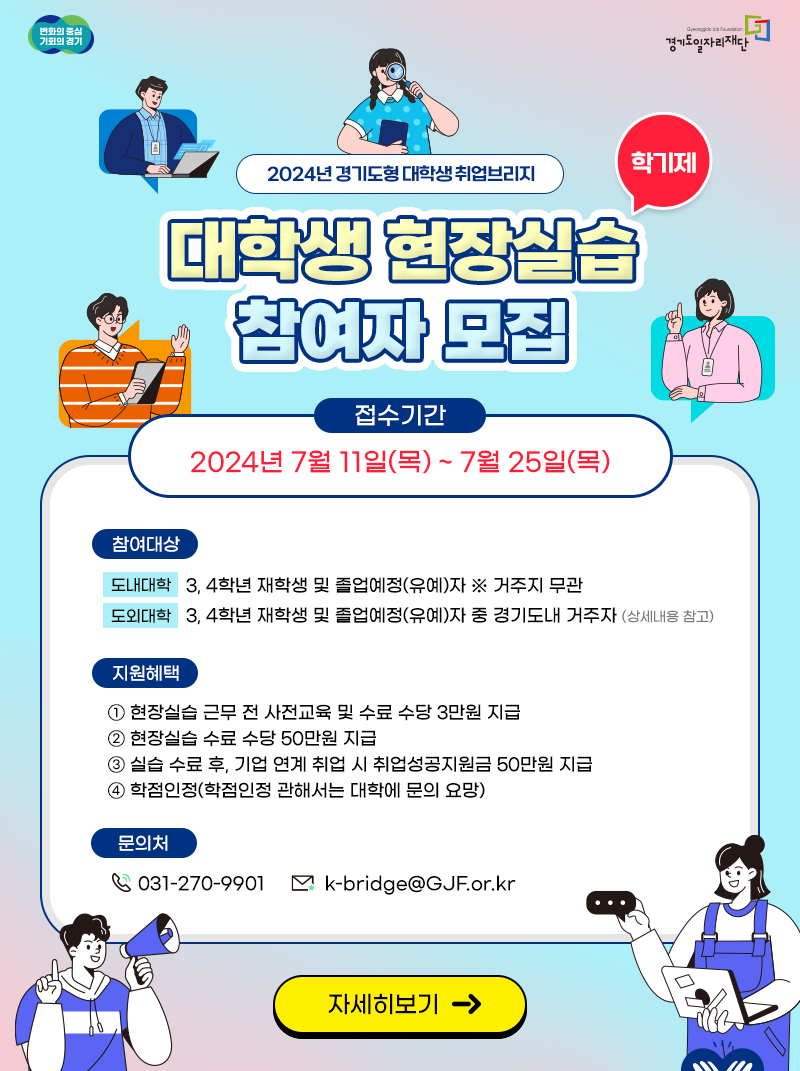 변화의 중심
기회의 경기
Gyeonggido Job Foundation
경기도일자리재단
2024년 경기도형 대학생 취업브리지
학기제
대학생 현장실습
참여자 모집
접수기간
2024년 7월 11일(목) ~ 7월 25일(목)
참여대상
도내대학 3, 4학년 재학생 및 졸업예정(유예)자 ※ 거주지 무관
도외대학 3, 4학년 재학생 및 졸업예정(유예)자 중 경기도내 거주자 (상세내용 참고)
지원혜택
① 현장실습 근무 전 사전교육 및 수료 수당 3만원 지급
② 현장실습 수료 수당 50만원 지급
③ 실습 수료 후, 기업 연계 취업 시 취업성공지원금 50만원 지급
④ 학점인정(학점인정 관해서는 대학에 문의 요망)
문의처
031-270-9901 k-bridge@GJF.or.kr
자세히보기 →